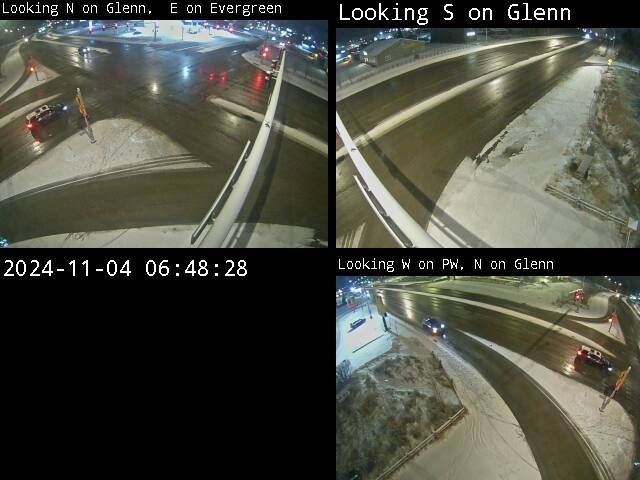 Looking N on Glenn,  E on Evergreen
Looking S on Glenn
2024-11-04 06:48:28
Looking W on PW, N on Glenn